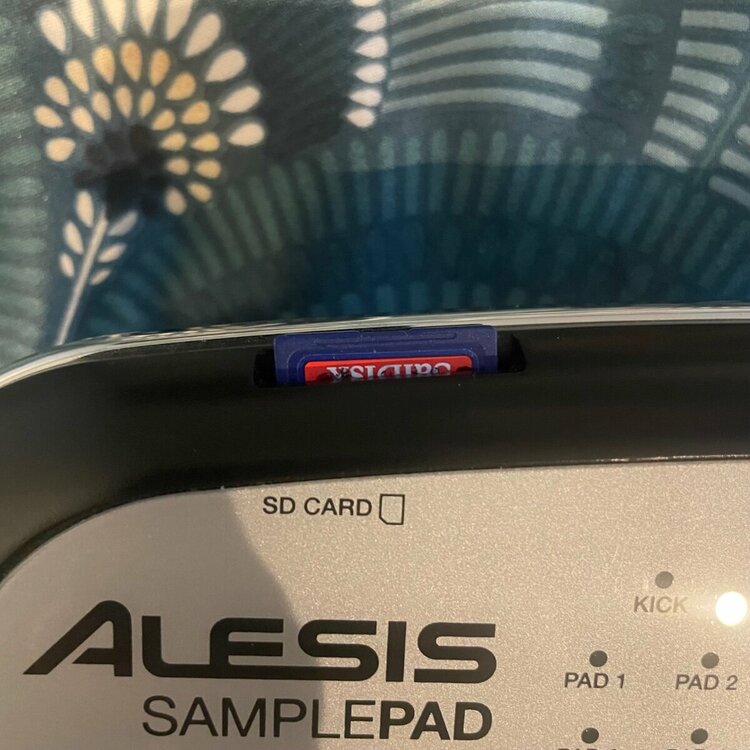 SanDisk
SD CARD
KICK
PAD 1 PAD 2
ALESIS
SAMPLEPAD